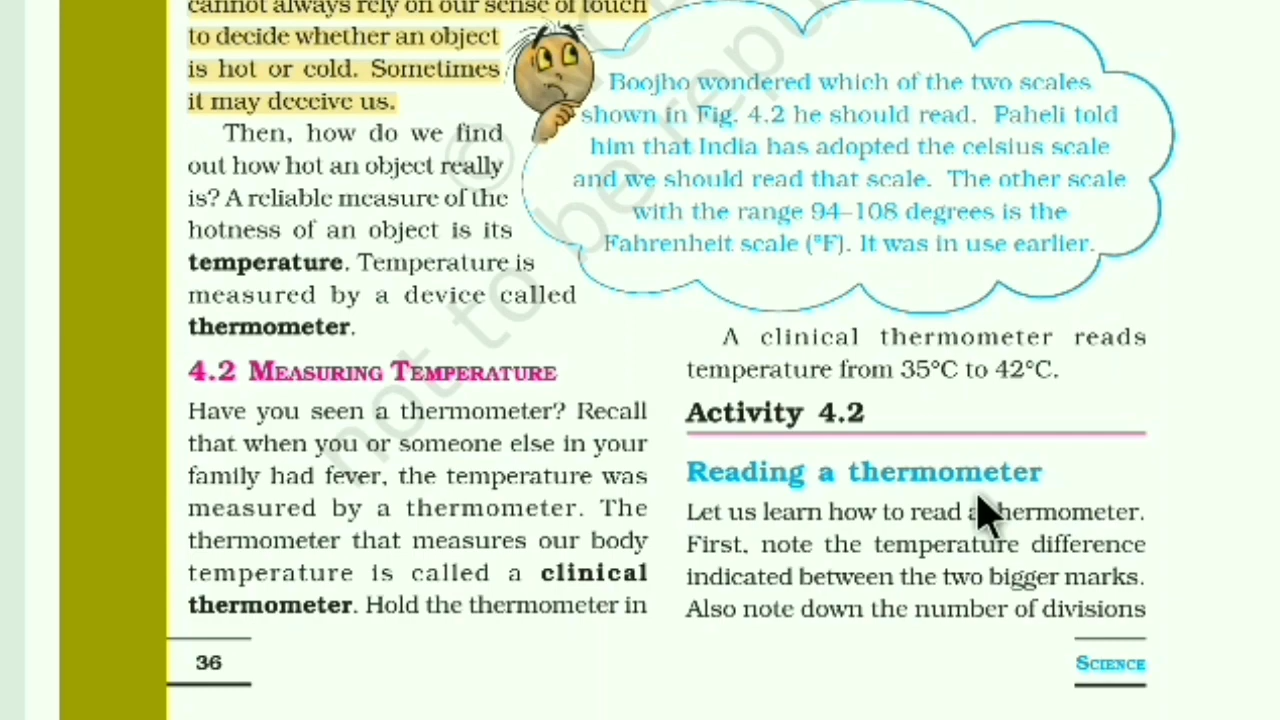 cannot always rely on our sense of touch
to decide whether an object
is hot or cold. Sometimes
it may deceive us.
Then, how do we find
out how hot an object really
is? A reliable measure of the
hotness of an object is its
temperature. Temperature is
measured by a device called
thermometer.
4.2 MEASURING TEMPERATURE
Have you seen a thermometer? Recall
that when you or someone else in your
family had fever, the temperature was
measured by a thermometer. The
thermometer that measures our body
temperature is called a clinical
thermometer. Hold the thermometer in
Boojho wondered which of the two scales
shown in Fig. 4.2 he should read. Paheli told
him that India has adopted the celsius scale
and we should read that scale. The other scale
with the range 94–108 degrees is the
Fahrenheit scale (°F). It was in use earlier.
A clinical thermometer reads
temperature from 35°C to 42°C.
Activity 4.2
Reading a thermometer
Let us learn how to read a thermometer.
First, note the temperature difference
indicated between the two bigger marks.
Also note down the number of divisions
36
SCIENCE
©
not to be repu